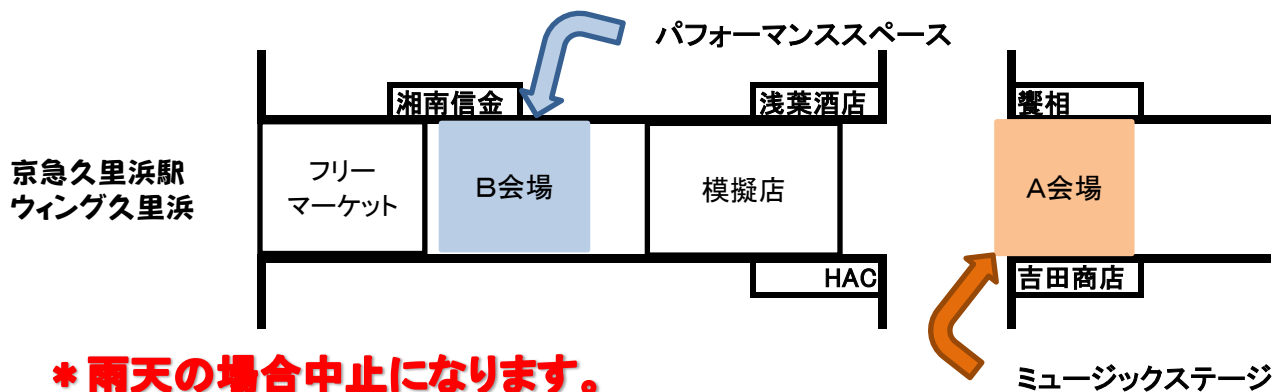 パフォーマンススペース
湘南信金
浅葉酒店
饗相
京急久里浜駅
ウィング久里浜
フリー
マーケット
B会場
模擬店
A会場
HAC
吉田商店
*雨天の場合中止になります。
ミュージックステージ